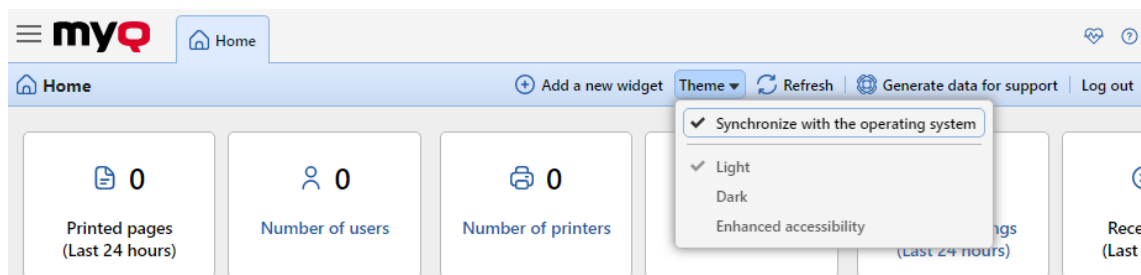 myQ
Home
Home
Add a new widget
Theme
Refresh
Generate data for support
Log out
Synchronize with the operating system
Light
Dark
Enhanced accessibility
0
Printed pages
(Last 24 hours)
0
Number of users
0
Number of printers
(Last 24 hours)
(Last